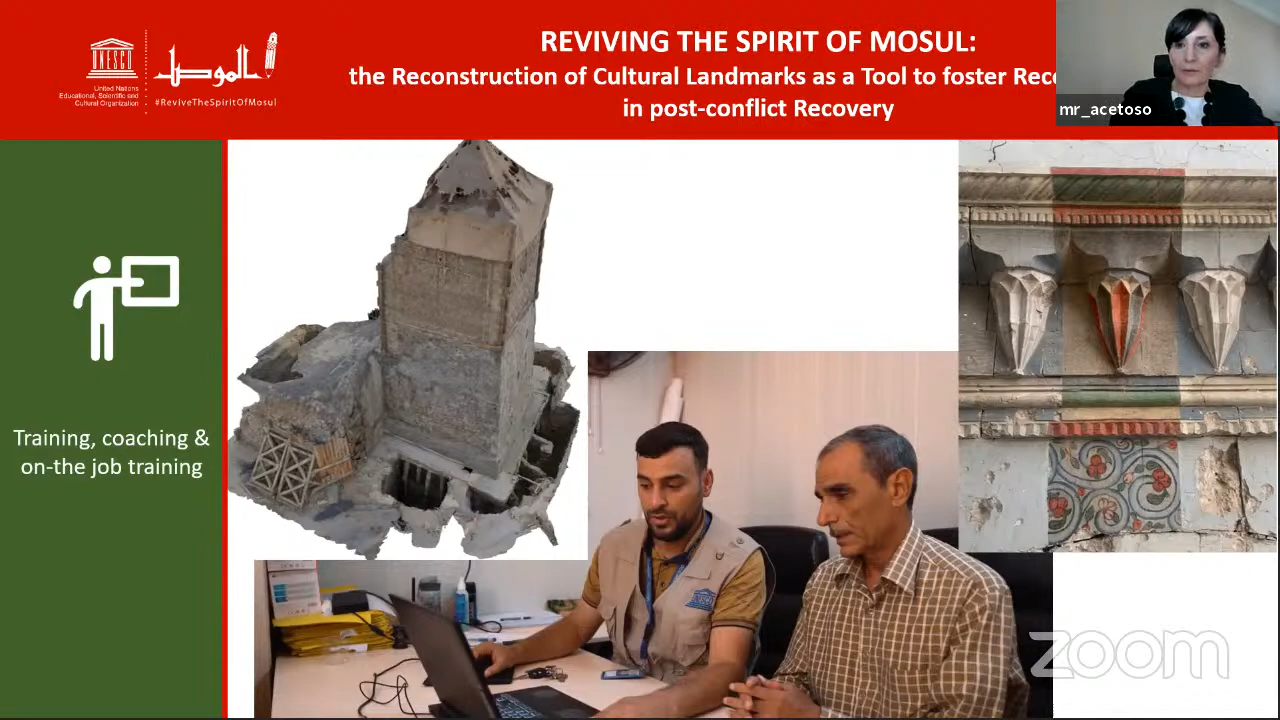 UNESCO
United Nations
Educational, Scientific and
Cultural Organization
الموصل
#ReviveTheSpiritOfMosul
REVIVING THE SPIRIT OF MOSUL:
the Reconstruction of Cultural Landmarks as a Tool to foster
in post-conflict Recovery
mr_acetoso
Training, coaching &
on-the job training
zoom